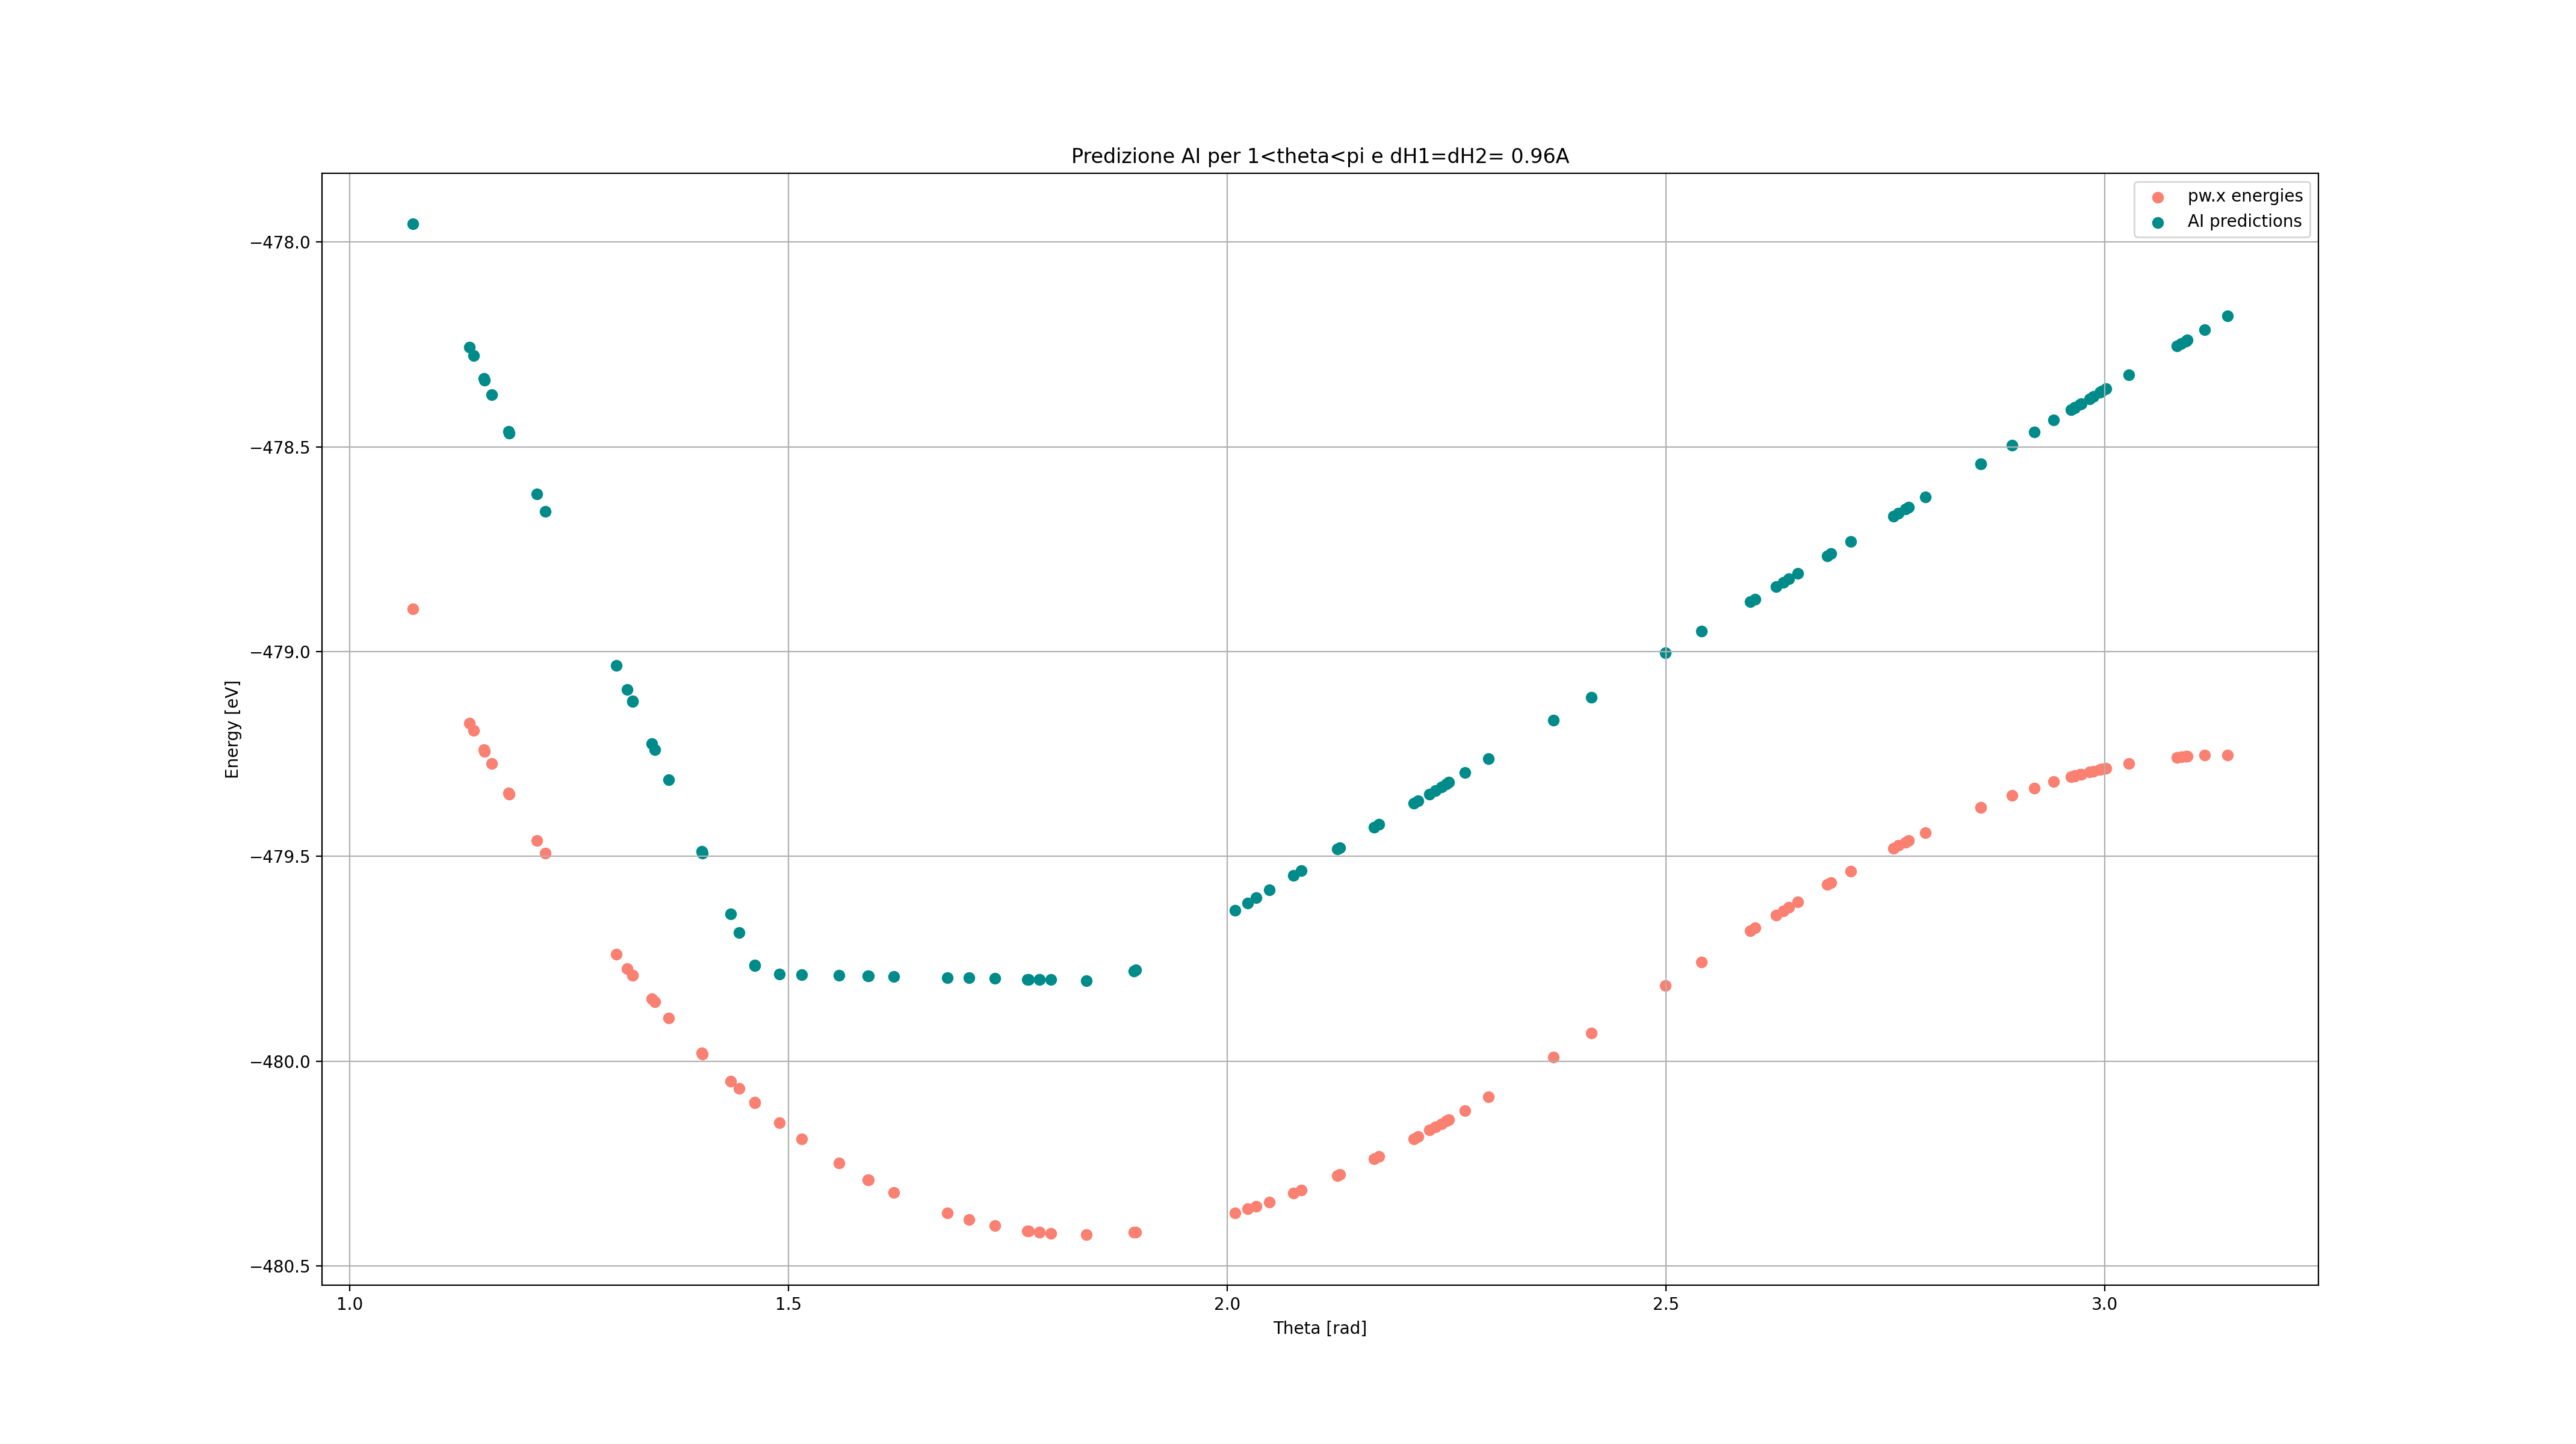 Predizione AI per 1<theta<pi e dH1=dH2= 0.96A
pw.x energies
AI predictions
−478.0
−478.5
−479.0
−479.5
−480.0
−480.5
Energy [eV]
1.0 1.5 2.0 2.5 3.0
Theta [rad]